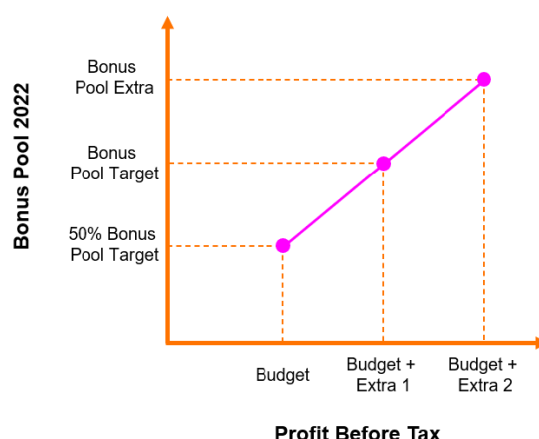 Bonus Pool 2022
Bonus
Pool Extra
Bonus
Pool Target
50% Bonus
Pool Target
Budget
Budget +
Extra 1
Budget +
Extra 2
Profit Before Tax